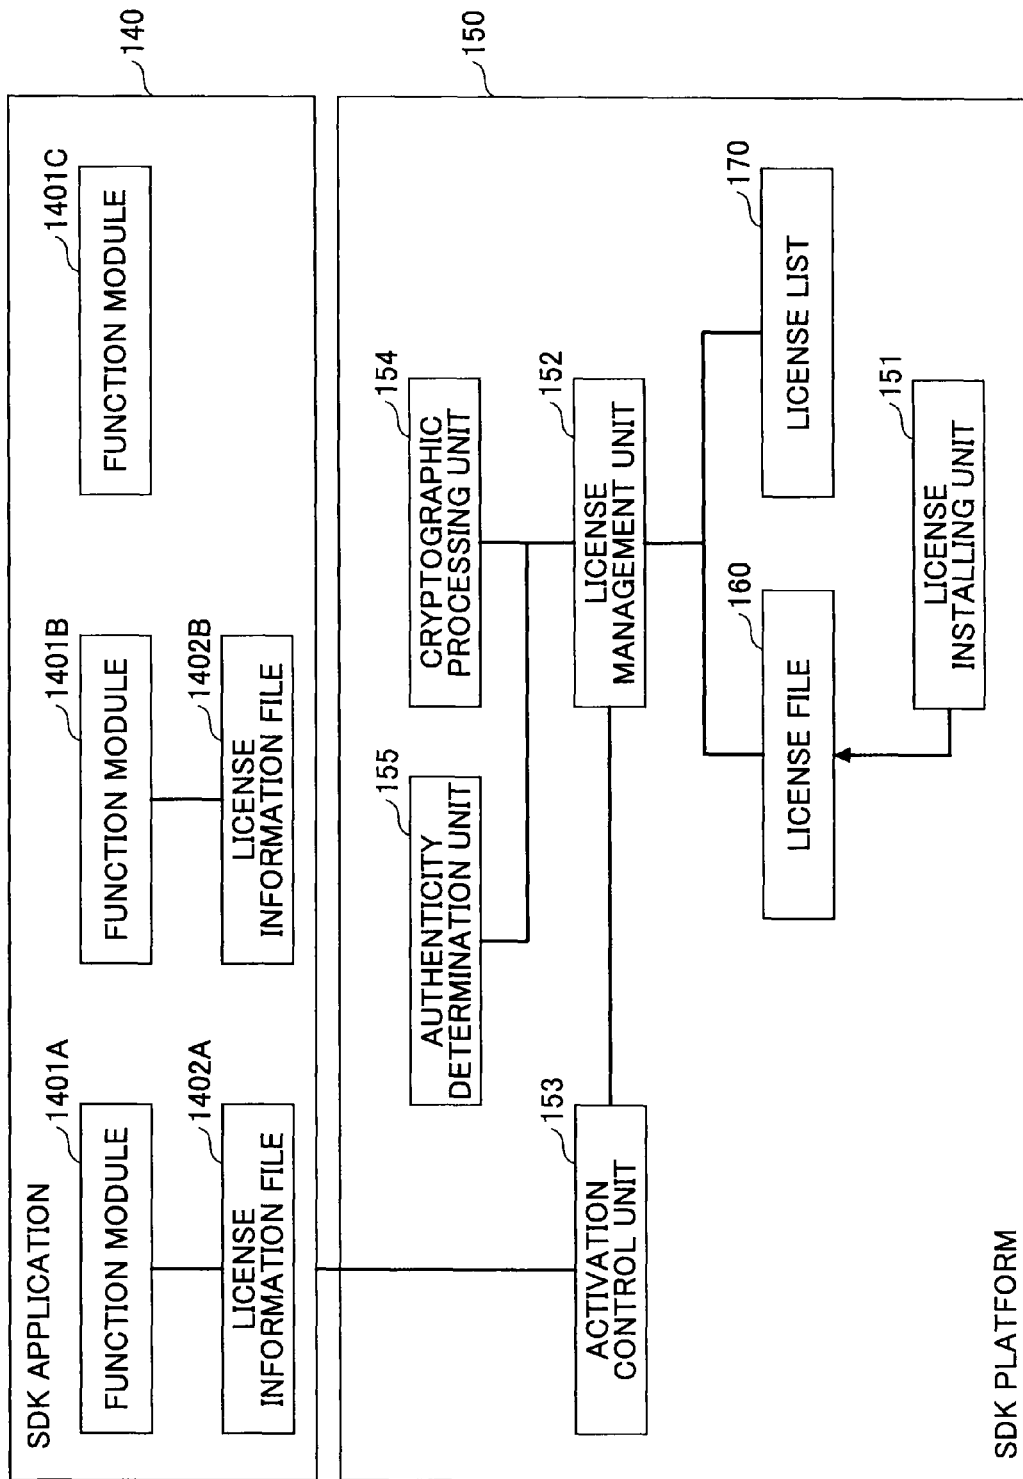 140
SDK APPLICATION
1401A
FUNCTION MODULE
1401B
FUNCTION MODULE
1401C
FUNCTION MODULE
1402A
LICENSE
INFORMATION FILE
1402B
LICENSE
INFORMATION FILE
150
155
AUTHENTICITY
DETERMINATION UNIT
154
CRYPTOGRAPHIC
PROCESSING UNIT
153
ACTIVATION
CONTROL UNIT
152
LICENSE
MANAGEMENT UNIT
160
LICENSE FILE
170
LICENSE LIST
151
LICENSE
INSTALLING UNIT
SDK PLATFORM